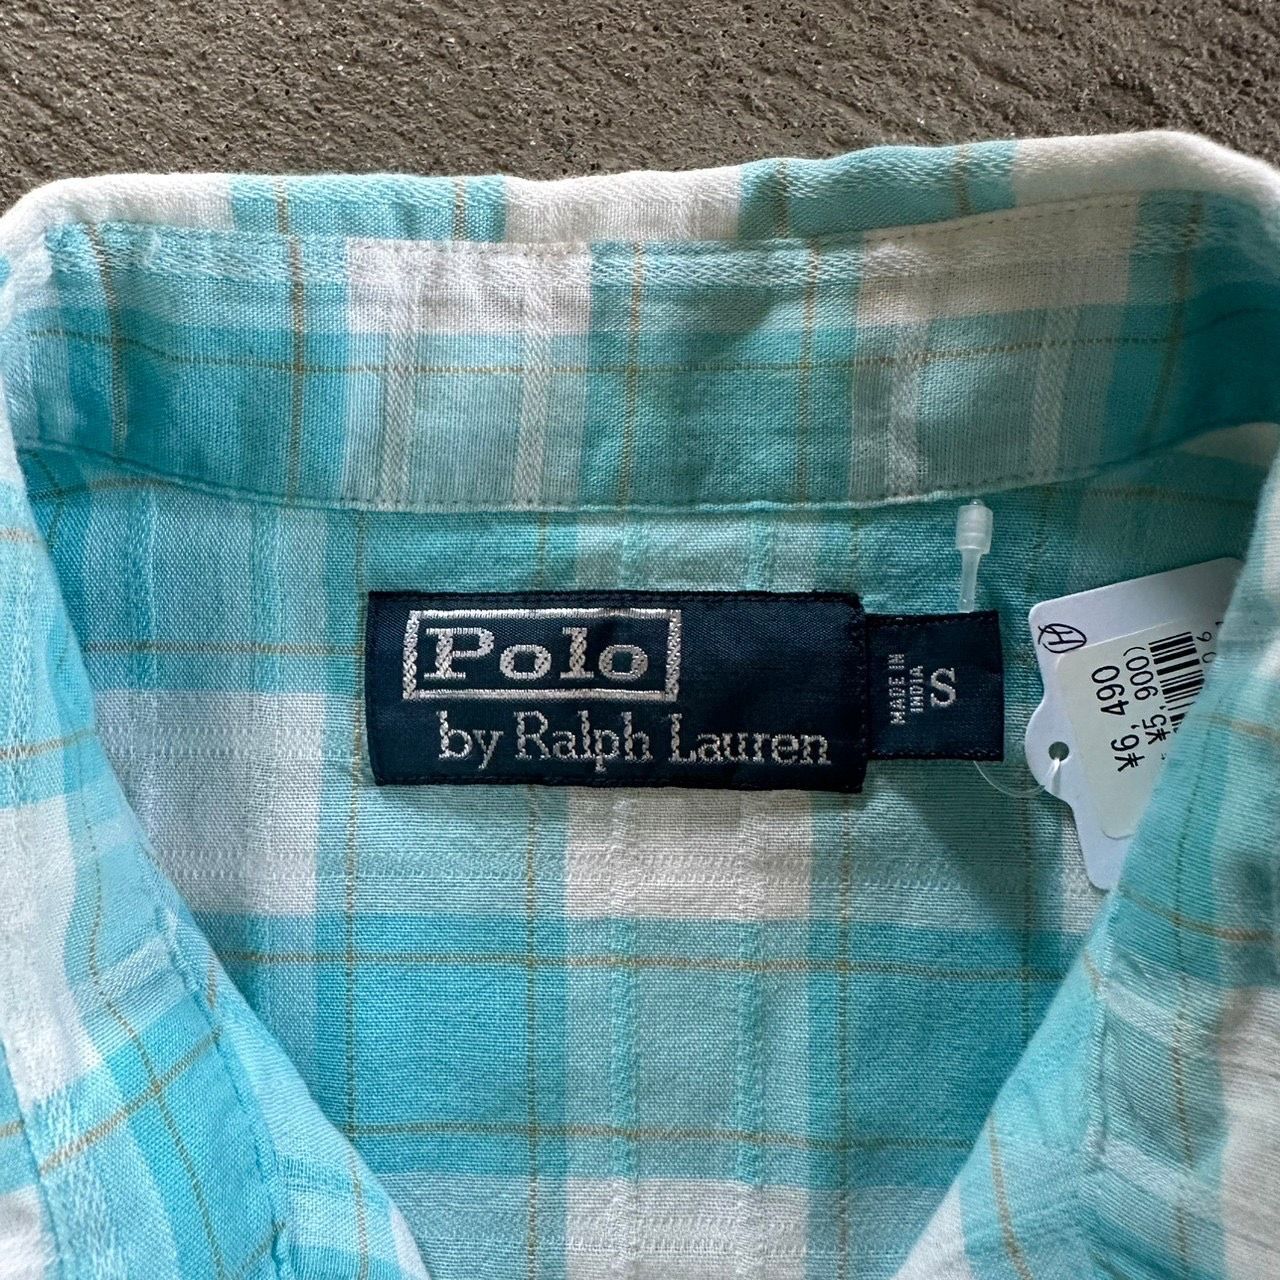 Polo
by Ralph Lauren
MADE IN
INDIA
S
H
¥6,490
¥5,900)